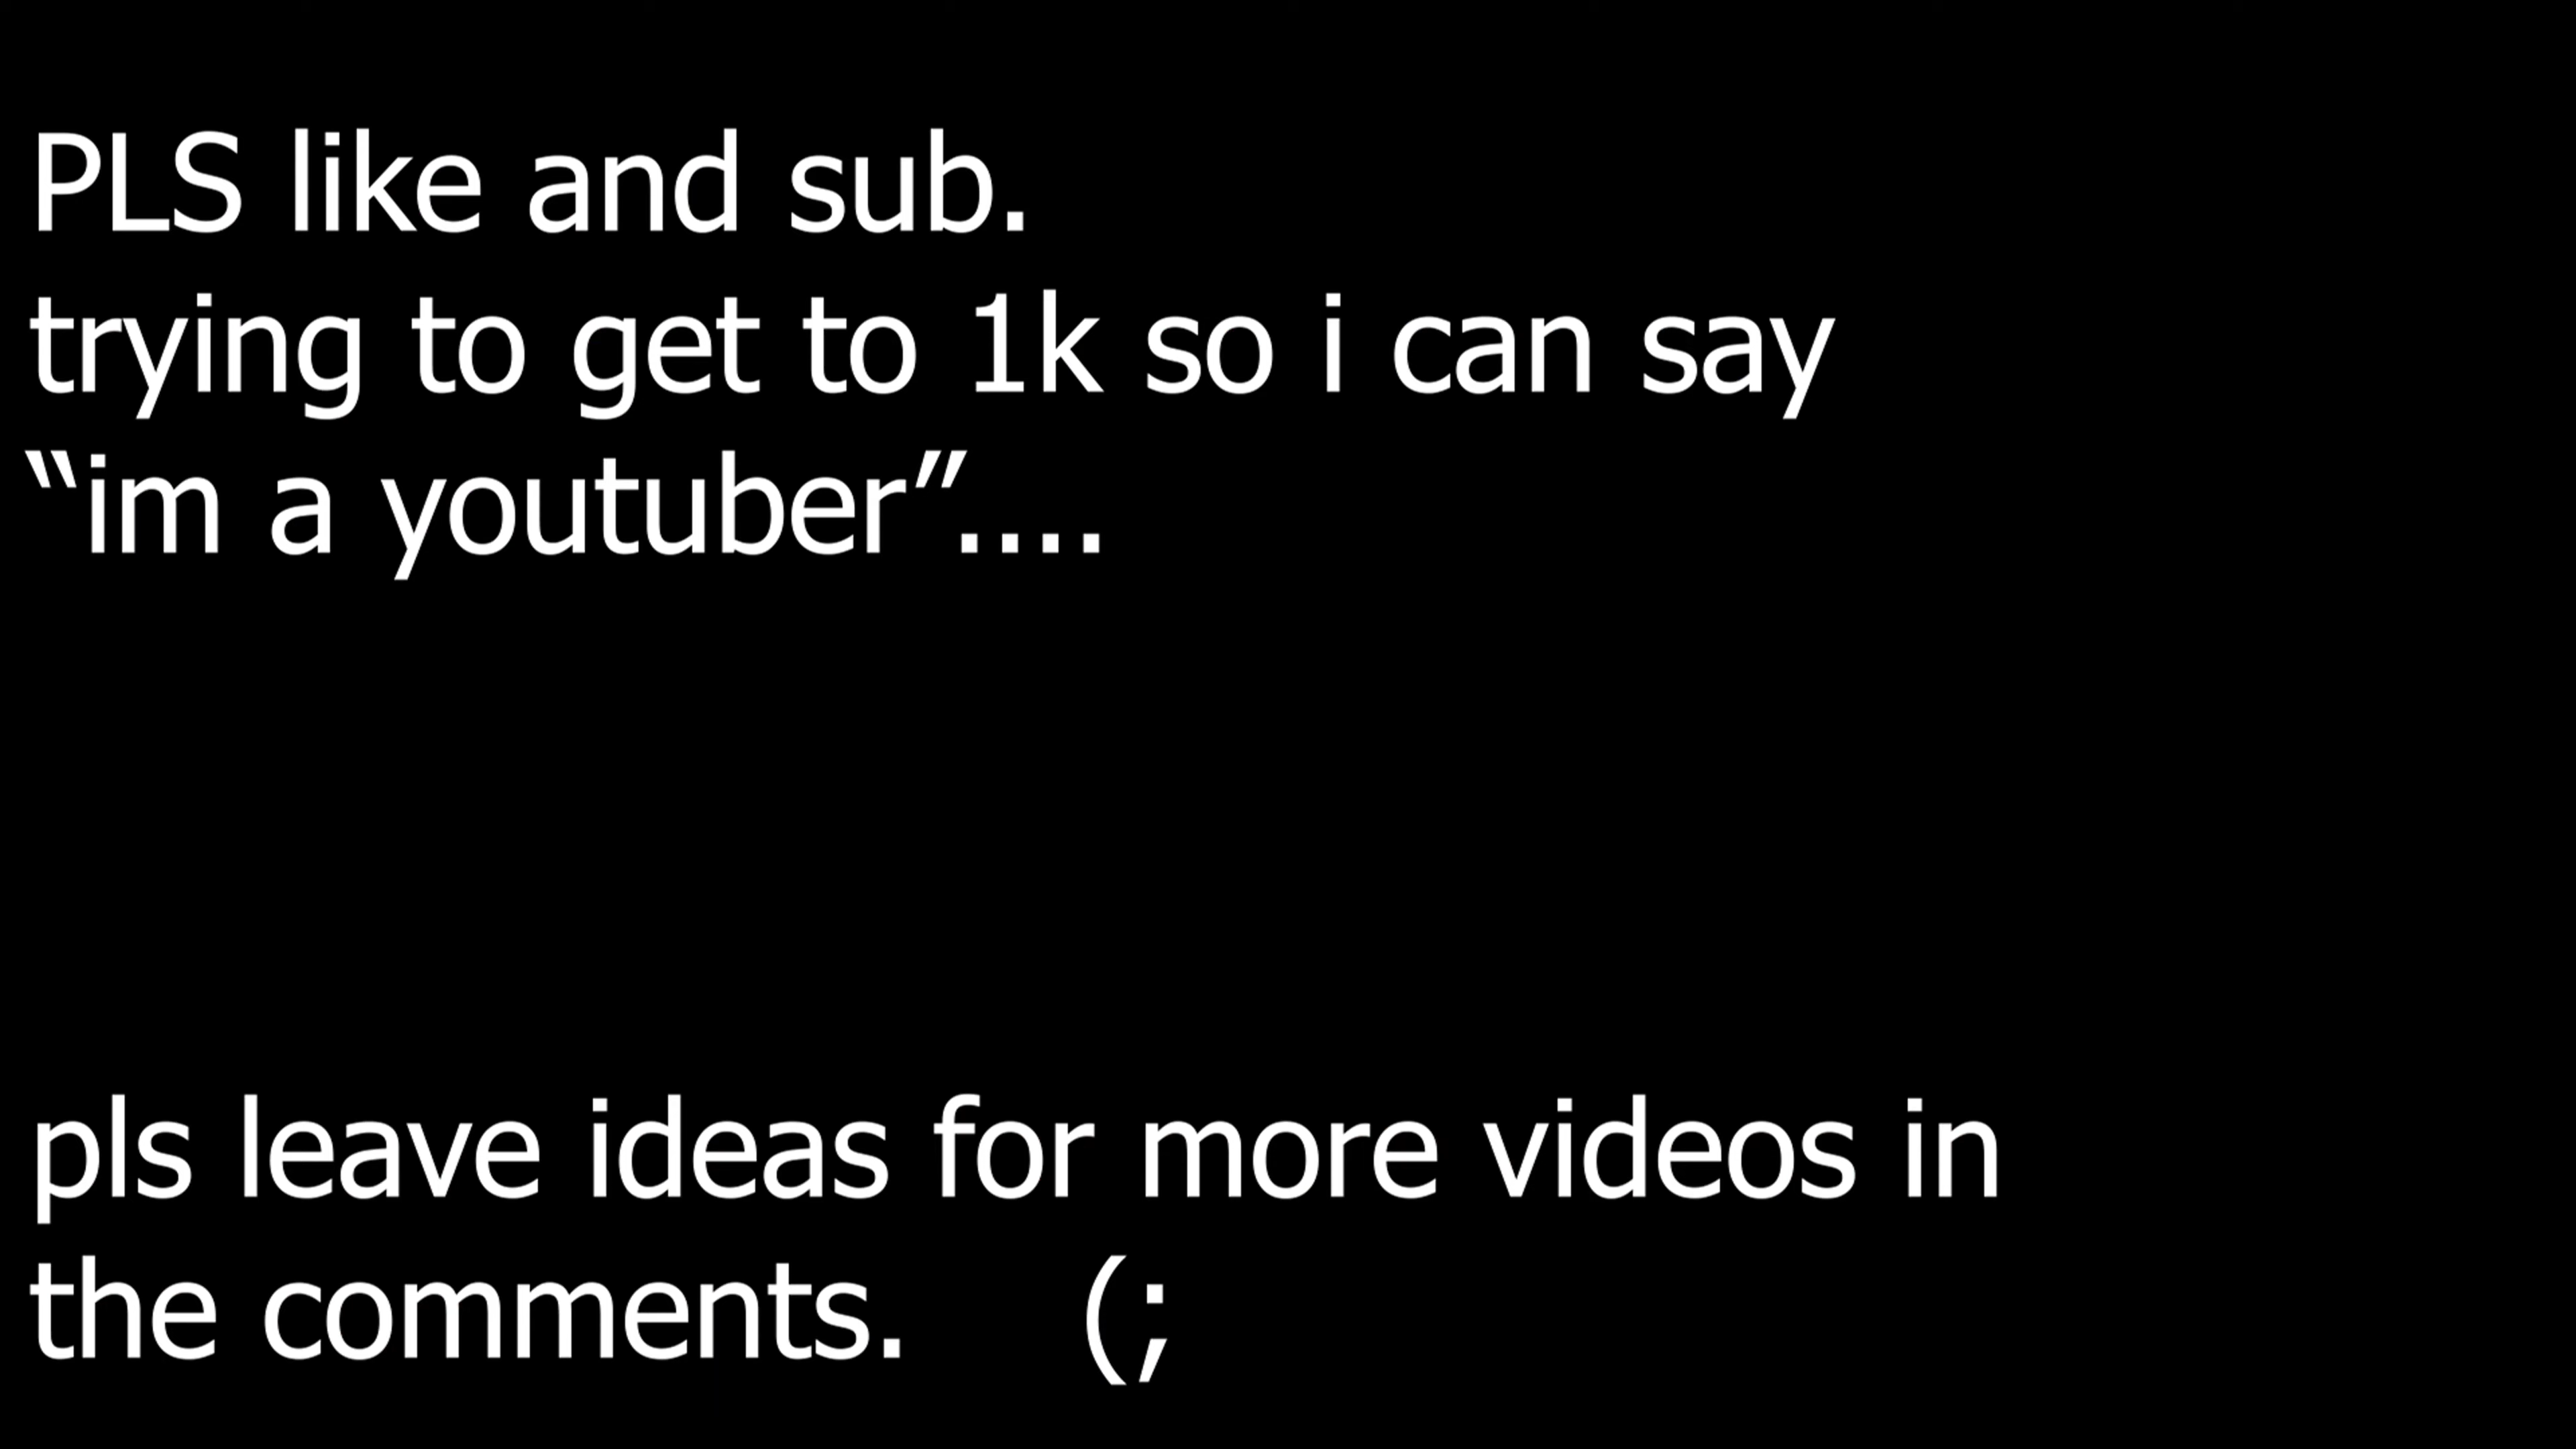 PLS like and sub.
trying to get to 1k so i can say
“im a youtuber”....
pls leave ideas for more videos in
the comments.    (;